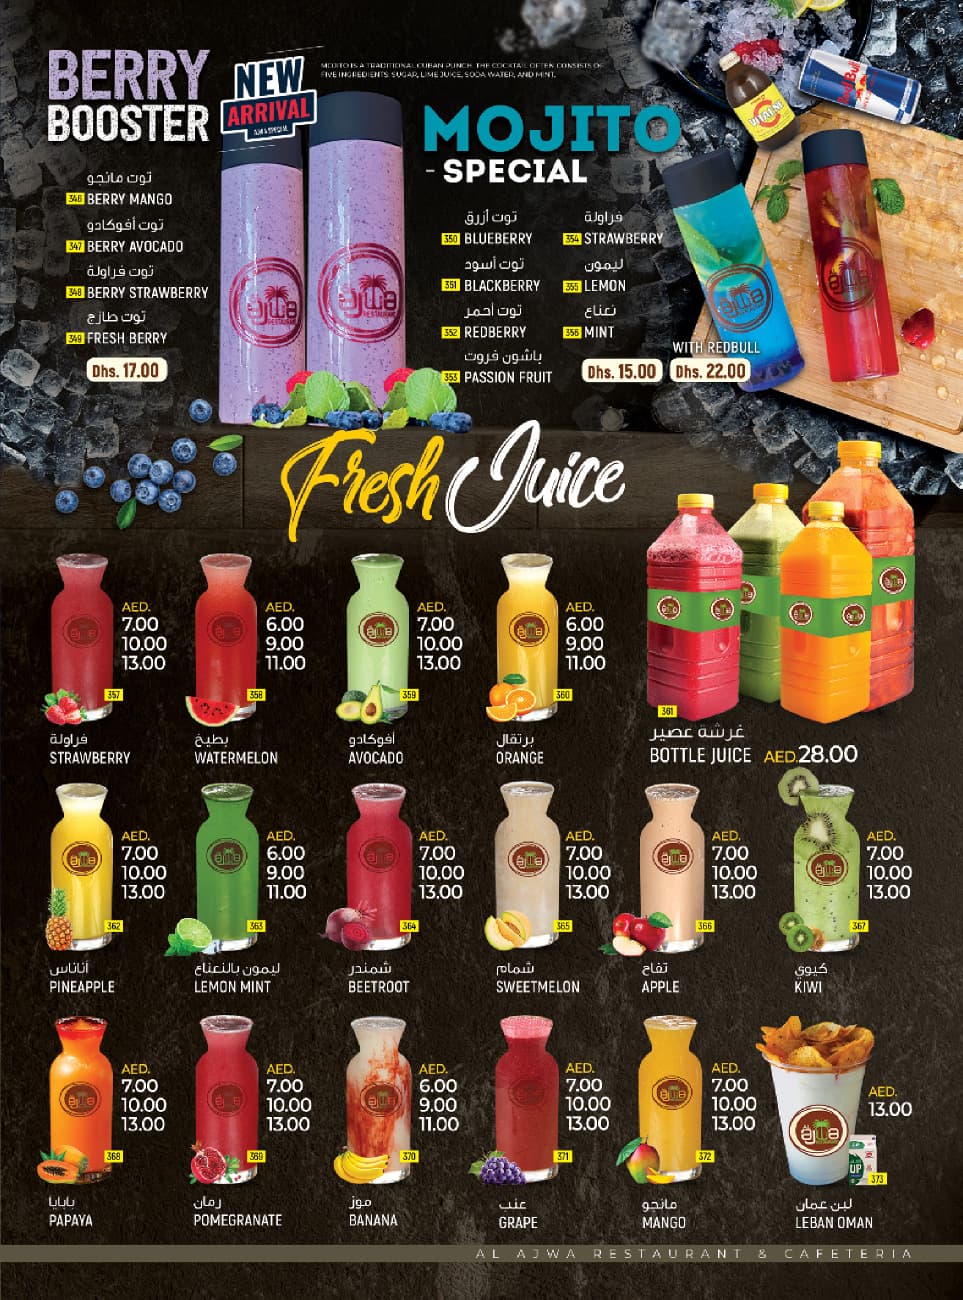 BERRY
BOOSTER
NEW
ARRIVAL
MOJITO IS A TRADITIONAL CUBAN PUNCH. THE COCKTAIL OFTEN CONSISTS OF
FIVE INGREDIENTS: SUGAR, LIME JUICE, SODA WATER, AND MINT.
MOJITO
- SPECIAL
توت مانجو
346 BERRY MANGO
توت أفوكادو
347 BERRY AVOCADO
توت فراولة
348 BERRY STRAWBERRY
توت طازج
349 FRESH BERRY
Dhs. 17.00
توت أزرق
350 BLUEBERRY
توت أسود
351 BLACKBERRY
توت أحمر
352 REDBERRY
باشون فروت
353 PASSION FRUIT
فراولة
354 STRAWBERRY
ليمون
355 LEMON
نعناع
356 MINT
Dhs. 15.00
WITH REDBULL
Dhs. 22.00
RedBull
ajwa
RESTAURANT
ajwa
RESTAURANT
ajwa
ajwa
Fresh Juice
AED.
7.00
10.00
13.00
357
فراولة
STRAWBERRY
AED.
6.00
9.00
11.00
358
بطيخ
WATERMELON
AED.
7.00
10.00
13.00
359
أفوكادو
AVOCADO
AED.
6.00
9.00
11.00
360
برتقال
ORANGE
361
غرشة عصير
BOTTLE JUICE AED.28.00
AED.
7.00
10.00
13.00
362
أناناس
PINEAPPLE
AED.
6.00
9.00
11.00
363
ليمون بالنعناع
LEMON MINT
AED.
7.00
10.00
13.00
364
شمندر
BEETROOT
AED.
7.00
10.00
13.00
365
شمام
SWEETMELON
AED.
7.00
10.00
13.00
366
تفاح
APPLE
AED.
7.00
10.00
13.00
367
كيوي
KIWI
AED.
7.00
10.00
13.00
368
بابايا
PAPAYA
AED.
7.00
10.00
13.00
369
رمان
POMEGRANATE
AED.
6.00
9.00
11.00
370
موز
BANANA
AED.
7.00
10.00
13.00
371
عنب
GRAPE
AED.
7.00
10.00
13.00
372
مانجو
MANGO
AED.
13.00
ajwa
UP
373
لبن عمان
LEBAN OMAN
AL AJWA RESTAURANT & CAFETERIA